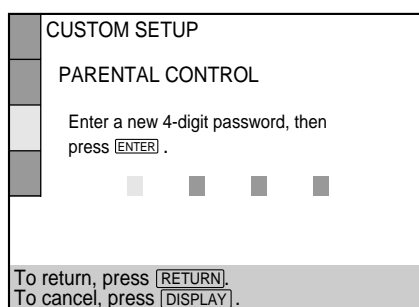 CUSTOM SETUP
PARENTAL CONTROL
Enter a new 4-digit password, then
press ENTER .
To return, press RETURN.
To cancel, press DISPLAY .